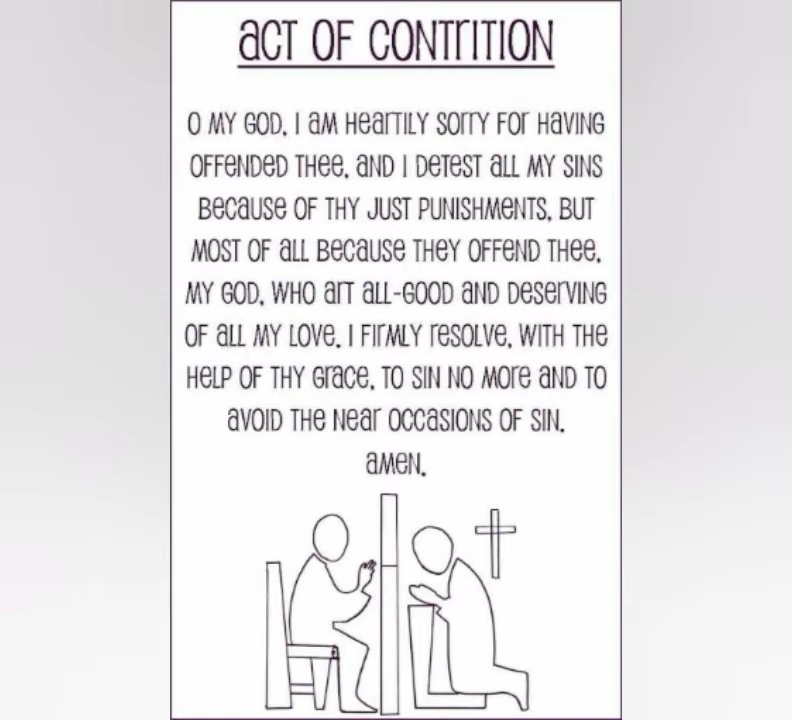 ACT OF CONTRITION
O MY GOD, I AM HEARTILY SORRY FOR HAVING
OFFENDED THEE, AND I DETEST ALL MY SINS
BECAUSE OF THY JUST PUNISHMENTS, BUT
MOST OF ALL BECAUSE THEY OFFEND THEE,
MY GOD, WHO ART ALL-GOOD AND DESERVING
OF ALL MY LOVE. I FIRMLY RESOLVE, WITH THE
HELP OF THY GRACE, TO SIN NO MORE AND TO
AVOID THE NEAR OCCASIONS OF SIN.
AMEN.